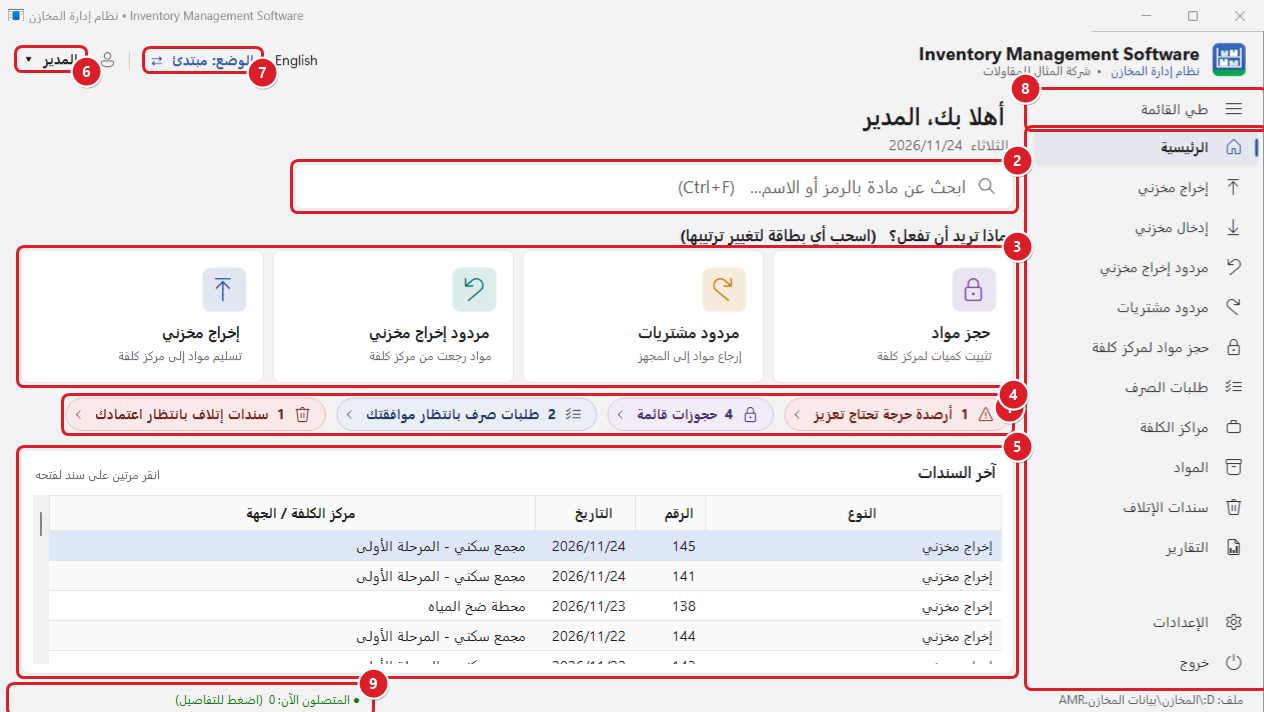 نظام إدارة المخازن • Inventory Management Software
Inventory Management Software
نظام إدارة المخازن • شركة المثال للمقاولات
English
الوضع: مبتدئ
7
المدير
6
8
طي القائمة
الرئيسية
إخراج مخزني
إدخال مخزني
مردود إخراج مخزني
مردود مشتريات
حجز مواد لمركز كلفة
طلبات الصرف
مراكز الكلفة
المواد
سندات الإتلاف
التقارير
الإعدادات
خروج
أهلا بك، المدير
الثلاثاء 2026/11/24
2
ابحث عن مادة بالرمز أو الاسم... (Ctrl+F)
ماذا تريد أن تفعل؟ (اسحب أي بطاقة لتغيير ترتيبها)
3
حجز مواد
تثبيت كميات لمركز كلفة
مردود مشتريات
إرجاع مواد إلى المجهز
مردود إخراج مخزني
مواد رجعت من مركز كلفة
إخراج مخزني
تسليم مواد إلى مركز كلفة
4
1 أرصدة حرجة تحتاج تعزيز
4 حجوزات قائمة
2 طلبات صرف بانتظار موافقتك
1 سندات إتلاف بانتظار اعتمادك
5
آخر السندات
انقر مرتين على سند لفتحه
النوع الرقم التاريخ مركز الكلفة / الجهة
إخراج مخزني 145 2026/11/24 مجمع سكني - المرحلة الأولى
إخراج مخزني 141 2026/11/24 مجمع سكني - المرحلة الأولى
إخراج مخزني 138 2026/11/23 محطة ضخ المياه
إخراج مخزني 144 2026/11/22 مجمع سكني - المرحلة الأولى
9
المتصلون الآن: 0 (اضغط للتفاصيل)
ملف: D:\المخازن\بيانات المخازن.AMR